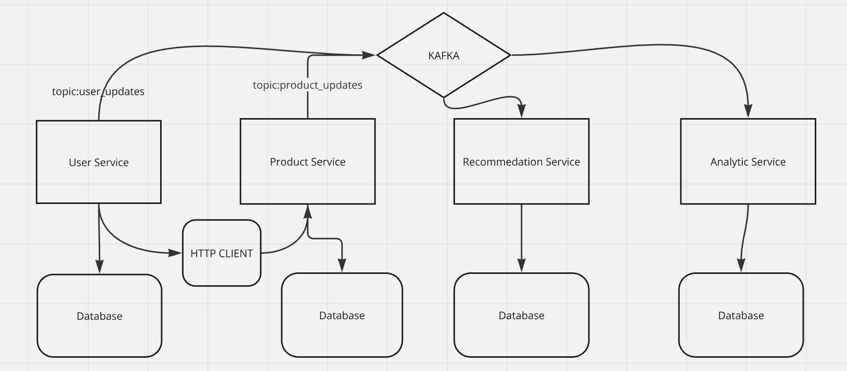 KAFKA
topic:user_updates
topic:product_updates
User Service
Product Service
Recommedation Service
Analytic Service
HTTP CLIENT
Database
Database
Database
Database